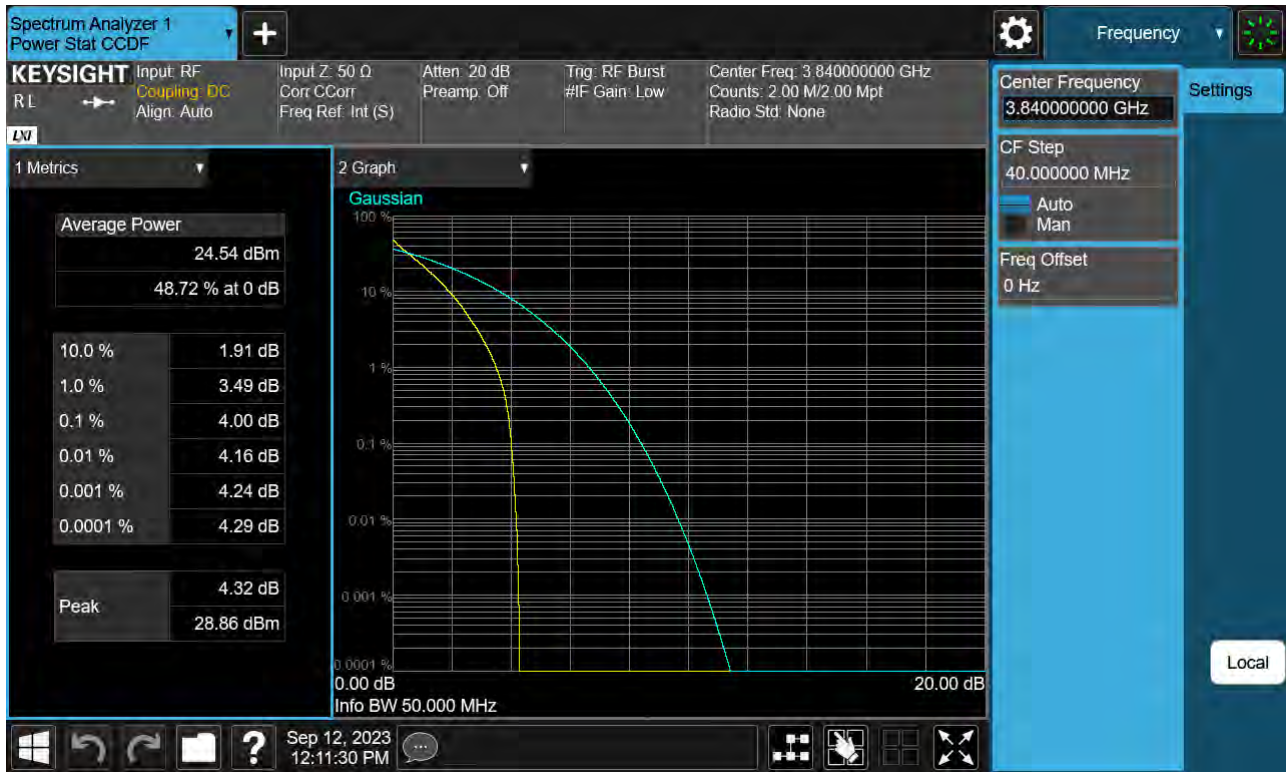 Spectrum Analyzer 1
Power Stat CCDF
+
Frequency
KEYSIGHT
RL
LXI
Input: RF
Coupling: DC
Align: Auto
Input Z: 50 Ω
Corr CCorr
Freq Ref: Int (S)
Atten: 20 dB
Preamp: Off
Trig: RF Burst
#IF Gain: Low
Center Freq: 3.840000000 GHz
Counts: 2.00 M/2.00 Mpt
Radio Std: None
Center Frequency
3.840000000 GHz
Settings
CF Step
40.000000 MHz
Auto
Man
Freq Offset
0 Hz
1 Metrics
Average Power
24.54 dBm
48.72 % at 0 dB
10.0 % 1.91 dB
1.0 % 3.49 dB
0.1 % 4.00 dB
0.01 % 4.16 dB
0.001 % 4.24 dB
0.0001 % 4.29 dB
Peak
4.32 dB
28.86 dBm
2 Graph
Gaussian
100 %
10 %
1 %
0.1 %
0.01 %
0.001 %
0.0001 %
0.00 dB
20.00 dB
Info BW 50.000 MHz
Local
?
Sep 12, 2023
12:11:30 PM